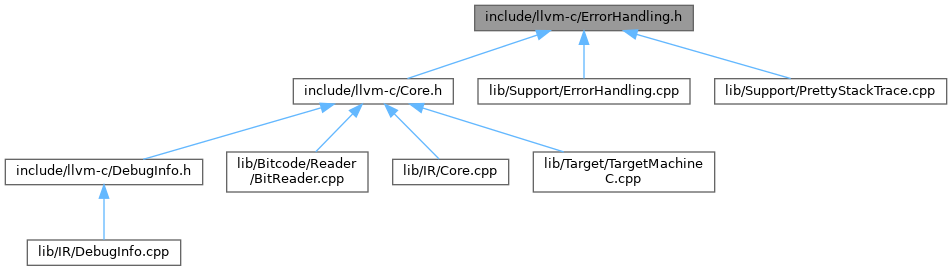 include/llvm-c/ErrorHandling.h
include/llvm-c/Core.h
lib/Support/ErrorHandling.cpp
lib/Support/PrettyStackTrace.cpp
include/llvm-c/DebugInfo.h
lib/Bitcode/Reader
/BitReader.cpp
lib/IR/Core.cpp
lib/Target/TargetMachine
C.cpp
lib/IR/DebugInfo.cpp